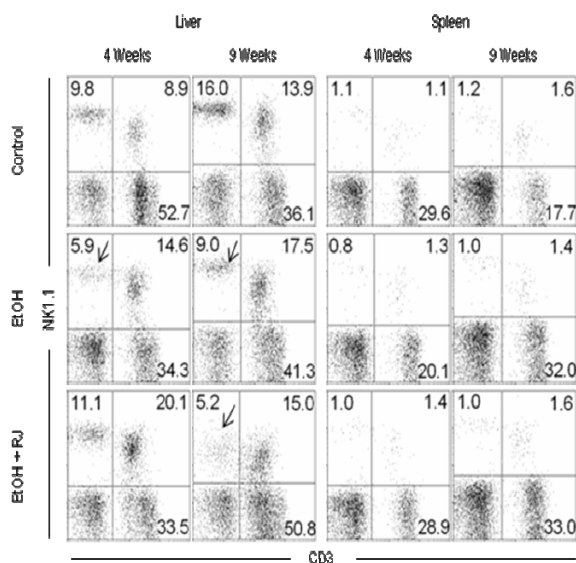 Liver Spleen
4 Weeks 9 Weeks 4 Weeks 9 Weeks
Control
9.8 8.9 16.0 13.9 1.1 1.1 1.2 1.6
52.7 36.1 29.6 17.7
NK1.1
EtOH
5.9 14.6 9.0 17.5 0.8 1.3 1.0 1.4
34.3 41.3 20.1 32.0
EtOH + RJ
11.1 20.1 5.2 15.0 1.0 1.4 1.0 1.6
33.5 50.8 28.9 33.0
CD3